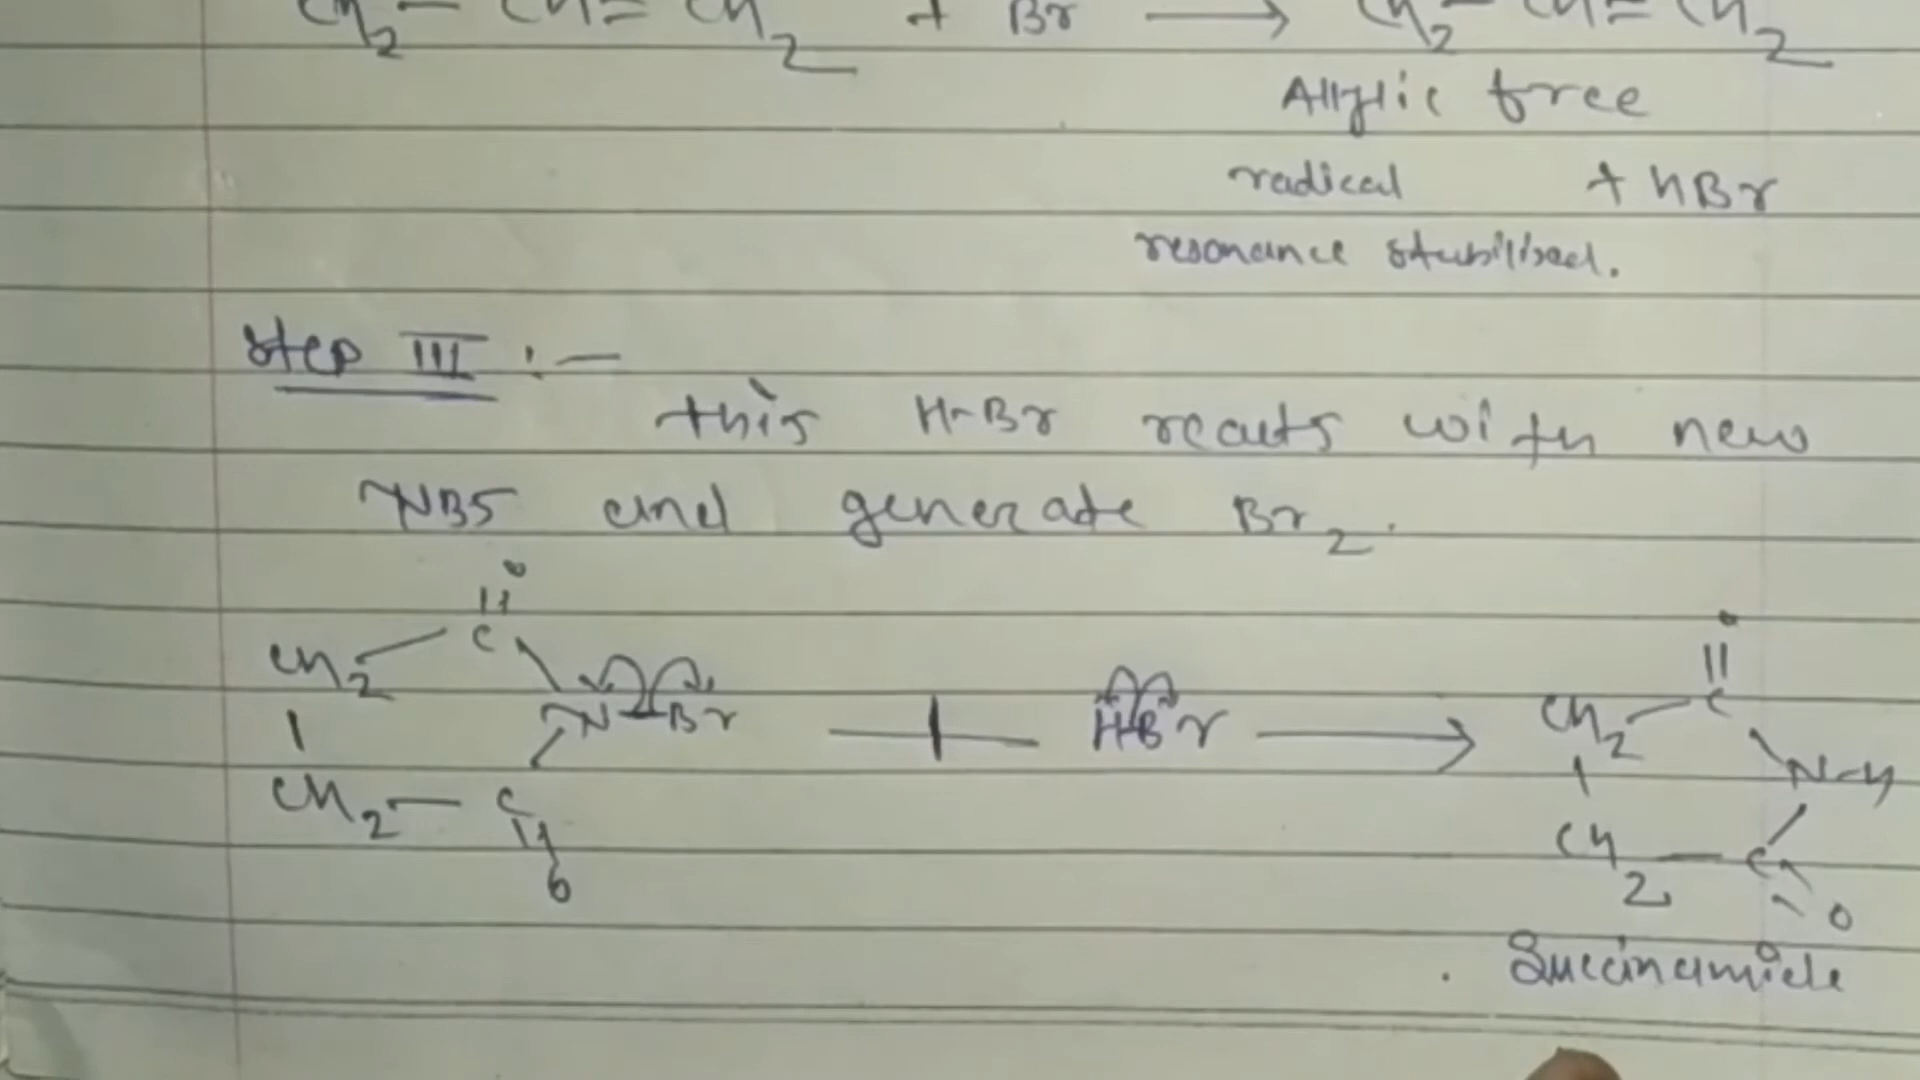 CH2 – CH = CH2 + Br → CH2 – CH = CH2
Allylic free
radical + HBr
resonance stabilised.
Step III :–
this H-Br reacts with new
NBS and generate Br2.
O O
|| ||
CH2 – C CH2 – C
| \ N–Br + HBr → | \ N–H
CH2 – C CH2 – C
|| \\
O O
Succinamide